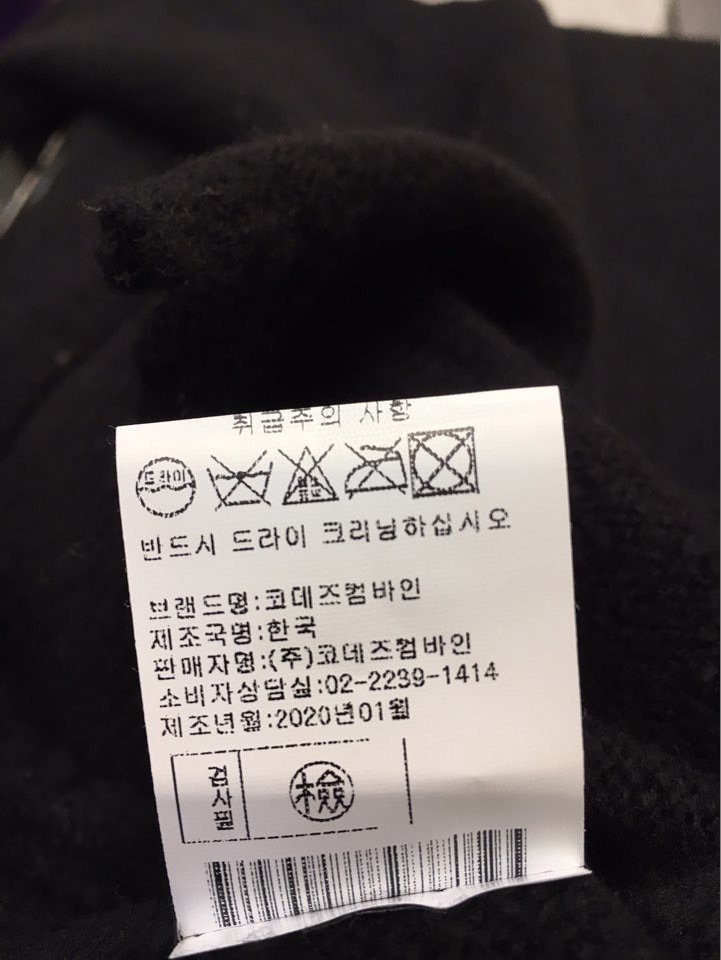 취급주의 사항
드라이
반드시 드라이 크리닝하십시오
브랜드명:코데즈컴바인
제조국명:한국
판매자명:(주)코데즈컴바인
소비자상담실:02-2239-1414
제조년월:2020년01월
검사필
檢